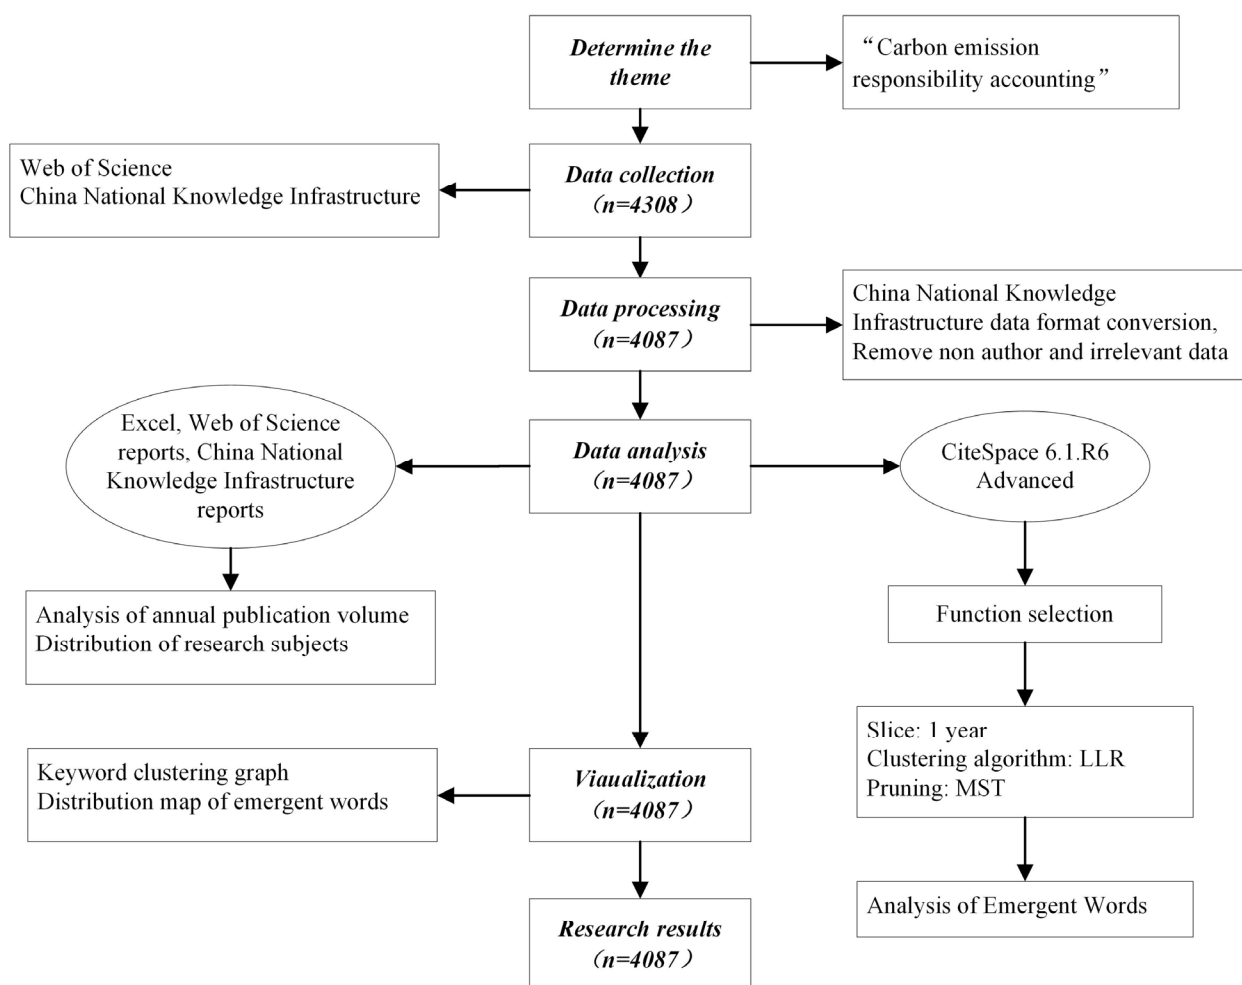 Determine the
theme
“Carbon emission
responsibility accounting”
Web of Science
China National Knowledge Infrastructure
Data collection
（n=4308）
Data processing
（n=4087）
China National Knowledge
Infrastructure data format conversion,
Remove non author and irrelevant data
Excel, Web of Science
reports, China National
Knowledge Infrastructure
reports
Data analysis
（n=4087）
CiteSpace 6.1.R6
Advanced
Analysis of annual publication volume
Distribution of research subjects
Function selection
Slice: 1 year
Clustering algorithm: LLR
Pruning: MST
Keyword clustering graph
Distribution map of emergent words
Viaualization
（n=4087）
Analysis of Emergent Words
Research results
（n=4087）